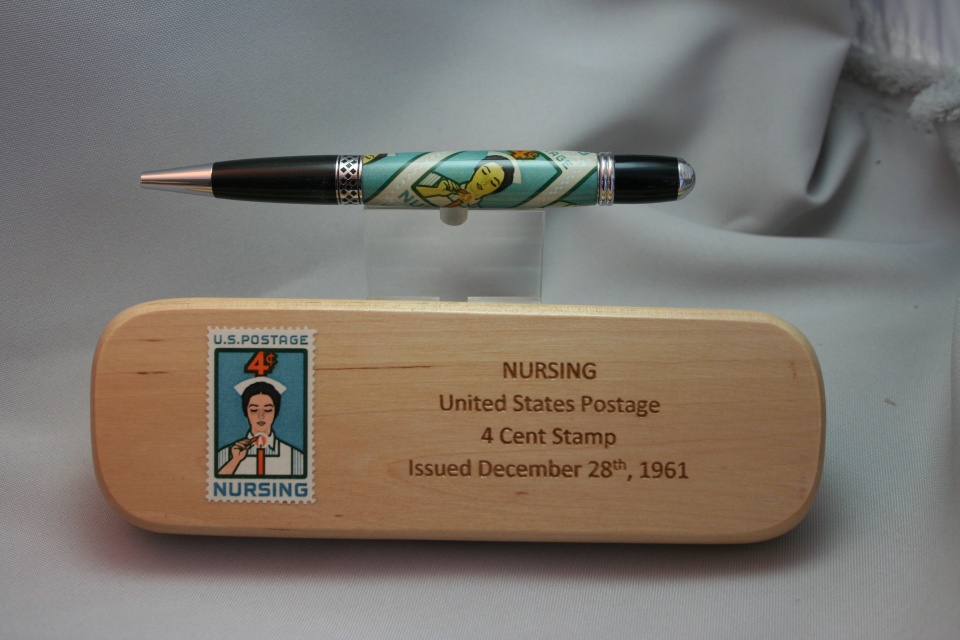 U.S.POSTAGE
4¢
NURSING
NURSING
United States Postage
4 Cent Stamp
Issued December 28th, 1961